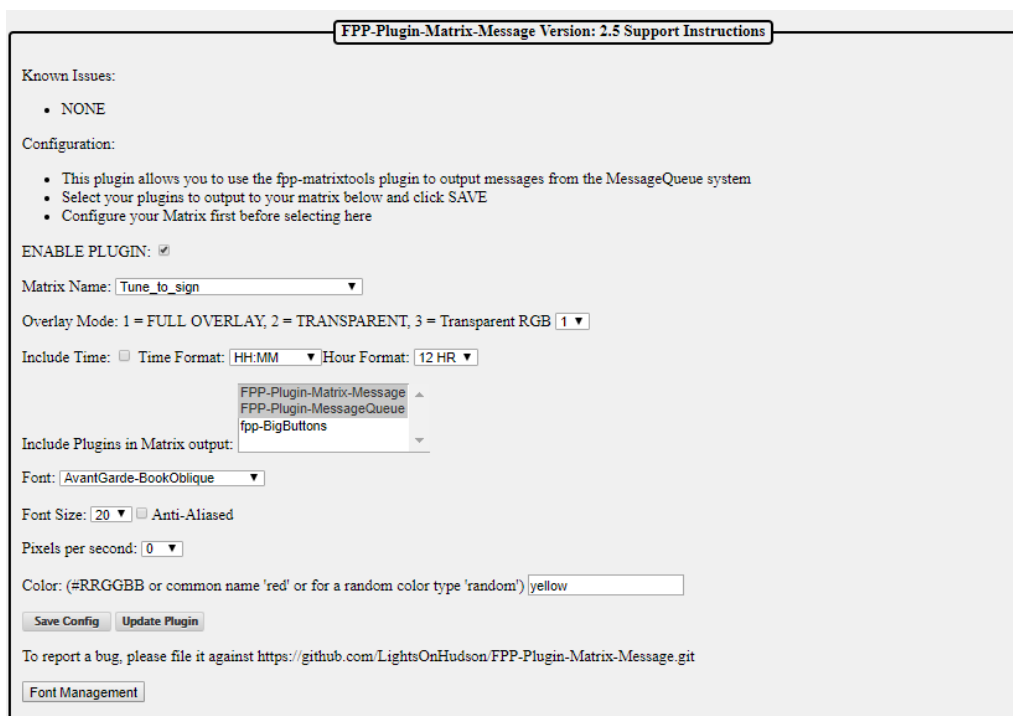 FPP-Plugin-Matrix-Message Version: 2.5 Support Instructions
Known Issues:
• NONE
Configuration:
• This plugin allows you to use the fpp-matrixtools plugin to output messages from the MessageQueue system
• Select your plugins to output to your matrix below and click SAVE
• Configure your Matrix first before selecting here
ENABLE PLUGIN:
Matrix Name: Tune_to_sign
Overlay Mode: 1 = FULL OVERLAY, 2 = TRANSPARENT, 3 = Transparent RGB 1
Include Time: Time Format: HH:MM Hour Format: 12 HR
FPP-Plugin-Matrix-Message
FPP-Plugin-MessageQueue
fpp-BigButtons
Include Plugins in Matrix output:
Font: AvantGarde-BookOblique
Font Size: 20 Anti-Aliased
Pixels per second: 0
Color: (#RRGGBB or common name 'red' or for a random color type 'random') yellow
Save Config Update Plugin
To report a bug, please file it against https://github.com/LightsOnHudson/FPP-Plugin-Matrix-Message.git
Font Management